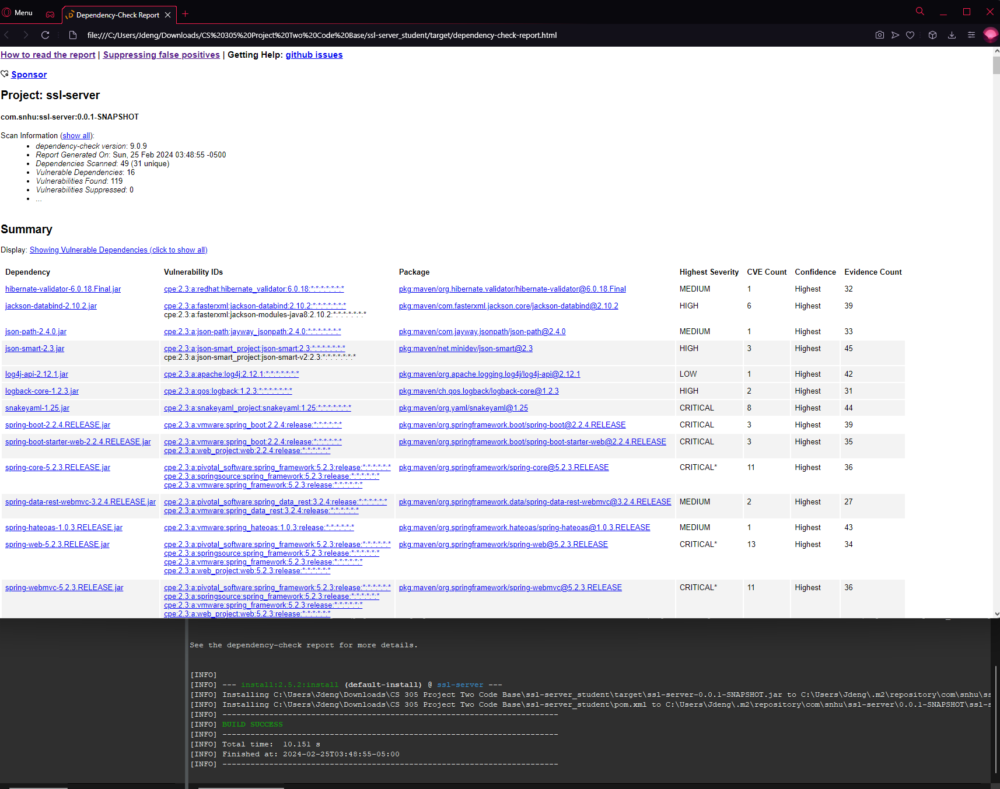 Menu
Dependency-Check Report
file:///C:/Users/Jdeng/Downloads/CS%20305%20Project%20Two%20Code%20Base/ssl-server_student/target/dependency-check-report.html
How to read the report | Suppressing false positives | Getting Help: github issues
Sponsor
Project: ssl-server
com.snhu:ssl-server:0.0.1-SNAPSHOT
Scan Information (show all):
• dependency-check version: 9.0.9
• Report Generated On: Sun, 25 Feb 2024 03:48:55 -0500
• Dependencies Scanned: 49 (31 unique)
• Vulnerable Dependencies: 16
• Vulnerabilities Found: 119
• Vulnerabilities Suppressed: 0
• ...
Summary
Display: Showing Vulnerable Dependencies (click to show all)
Dependency Vulnerability IDs Package Highest Severity CVE Count Confidence Evidence Count
hibernate-validator-6.0.18.Final.jar cpe:2.3:a:redhat:hibernate_validator:6.0.18:*:*:*:*:*:*:* pkg:maven/org.hibernate.validator/hibernate-validator@6.0.18.Final MEDIUM 1 Highest 32
jackson-databind-2.10.2.jar cpe:2.3:a:fasterxml:jackson-databind:2.10.2:*:*:*:*:*:*:* pkg:maven/com.fasterxml.jackson.core/jackson-databind@2.10.2 HIGH 6 Highest 39
cpe:2.3:a:fasterxml:jackson-modules-java8:2.10.2:*:*:*:*:*:*:*
json-path-2.4.0.jar cpe:2.3:a:json-path:jayway_jsonpath:2.4.0:*:*:*:*:*:*:* pkg:maven/com.jayway.jsonpath/json-path@2.4.0 MEDIUM 1 Highest 33
json-smart-2.3.jar cpe:2.3:a:json-smart_project:json-smart:2.3:*:*:*:*:*:*:* pkg:maven/net.minidev/json-smart@2.3 HIGH 3 Highest 45
cpe:2.3:a:json-smart_project:json-smart-v2:2.3:*:*:*:*:*:*:*
log4j-api-2.12.1.jar cpe:2.3:a:apache:log4j:2.12.1:*:*:*:*:*:*:* pkg:maven/org.apache.logging.log4j/log4j-api@2.12.1 LOW 1 Highest 42
logback-core-1.2.3.jar cpe:2.3:a:qos:logback:1.2.3:*:*:*:*:*:*:* pkg:maven/ch.qos.logback/logback-core@1.2.3 HIGH 2 Highest 31
snakeyaml-1.25.jar cpe:2.3:a:snakeyaml_project:snakeyaml:1.25:*:*:*:*:*:*:* pkg:maven/org.yaml/snakeyaml@1.25 CRITICAL 8 Highest 44
spring-boot-2.2.4.RELEASE.jar cpe:2.3:a:vmware:spring_boot:2.2.4:release:*:*:*:*:*:* pkg:maven/org.springframework.boot/spring-boot@2.2.4.RELEASE CRITICAL 3 Highest 39
spring-boot-starter-web-2.2.4.RELEASE.jar cpe:2.3:a:vmware:spring_boot:2.2.4:release:*:*:*:*:*:* pkg:maven/org.springframework.boot/spring-boot-starter-web@2.2.4.RELEASE CRITICAL 3 Highest 35
cpe:2.3:a:web_project:web:2.2.4:release:*:*:*:*:*:*
spring-core-5.2.3.RELEASE.jar cpe:2.3:a:pivotal_software:spring_framework:5.2.3:release:*:*:*:*:*:* pkg:maven/org.springframework/spring-core@5.2.3.RELEASE CRITICAL* 11 Highest 36
cpe:2.3:a:springsource:spring_framework:5.2.3:release:*:*:*:*:*:*
cpe:2.3:a:vmware:spring_framework:5.2.3:release:*:*:*:*:*:*
spring-data-rest-webmvc-3.2.4.RELEASE.jar cpe:2.3:a:pivotal_software:spring_data_rest:3.2.4:release:*:*:*:*:*:* pkg:maven/org.springframework.data/spring-data-rest-webmvc@3.2.4.RELEASE MEDIUM 2 Highest 27
cpe:2.3:a:vmware:spring_data_rest:3.2.4:release:*:*:*:*:*:*
spring-hateoas-1.0.3.RELEASE.jar cpe:2.3:a:vmware:spring_hateoas:1.0.3:release:*:*:*:*:*:* pkg:maven/org.springframework.hateoas/spring-hateoas@1.0.3.RELEASE MEDIUM 1 Highest 43
spring-web-5.2.3.RELEASE.jar cpe:2.3:a:pivotal_software:spring_framework:5.2.3:release:*:*:*:*:*:* pkg:maven/org.springframework/spring-web@5.2.3.RELEASE CRITICAL* 13 Highest 34
cpe:2.3:a:springsource:spring_framework:5.2.3:release:*:*:*:*:*:*
cpe:2.3:a:vmware:spring_framework:5.2.3:release:*:*:*:*:*:*
cpe:2.3:a:web_project:web:5.2.3:release:*:*:*:*:*:*
spring-webmvc-5.2.3.RELEASE.jar cpe:2.3:a:pivotal_software:spring_framework:5.2.3:release:*:*:*:*:*:* pkg:maven/org.springframework/spring-webmvc@5.2.3.RELEASE CRITICAL* 11 Highest 36
cpe:2.3:a:springsource:spring_framework:5.2.3:release:*:*:*:*:*:*
cpe:2.3:a:vmware:spring_framework:5.2.3:release:*:*:*:*:*:*
cpe:2.3:a:web_project:web:5.2.3:release:*:*:*:*:*:*
See the dependency-check report for more details.
[INFO]
[INFO] --- install:2.5.2:install (default-install) @ ssl-server ---
[INFO] Installing C:\Users\Jdeng\Downloads\CS 305 Project Two Code Base\ssl-server_student\target\ssl-server-0.0.1-SNAPSHOT.jar to C:\Users\Jdeng\.m2\repository\com\snhu\ss
[INFO] Installing C:\Users\Jdeng\Downloads\CS 305 Project Two Code Base\ssl-server_student\pom.xml to C:\Users\Jdeng\.m2\repository\com\snhu\ssl-server\0.0.1-SNAPSHOT\ssl-s
[INFO] ------------------------------------------------------------------------
[INFO] BUILD SUCCESS
[INFO] ------------------------------------------------------------------------
[INFO] Total time:  10.151 s
[INFO] Finished at: 2024-02-25T03:48:55-05:00
[INFO] ------------------------------------------------------------------------